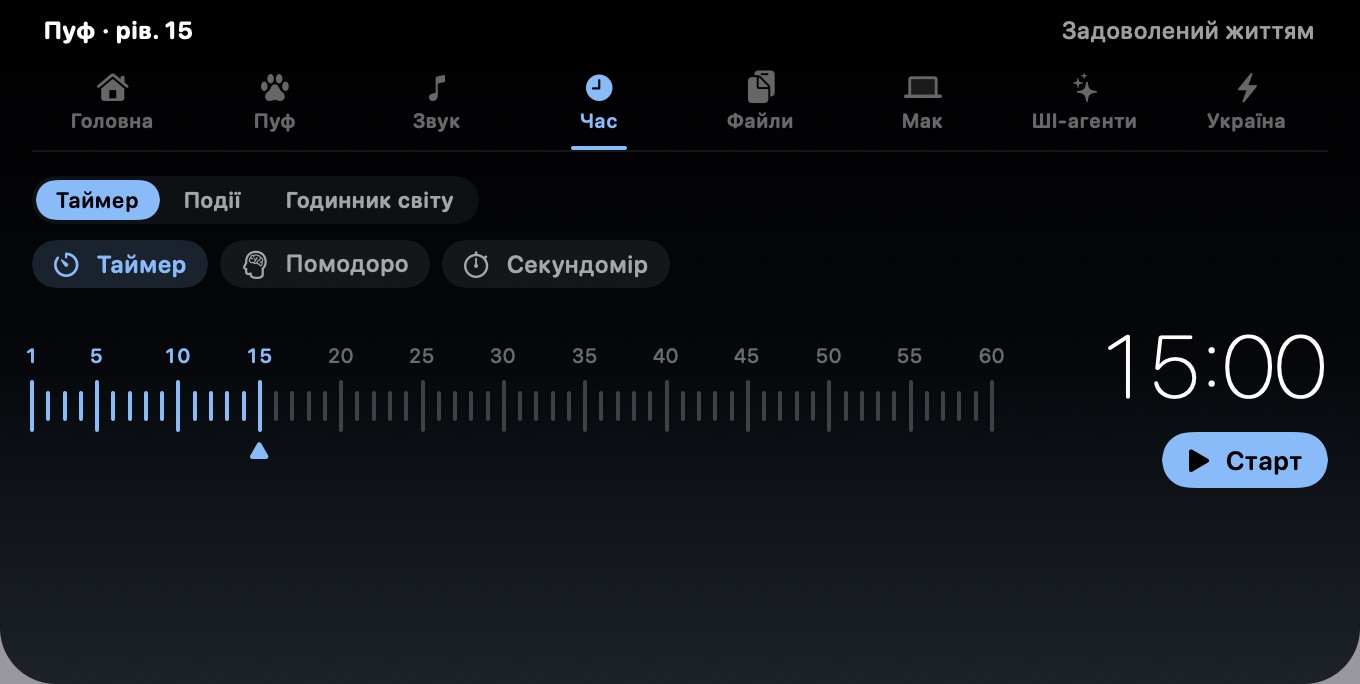 Пуф · рів. 15
Задоволений життям
Головна
Пуф
Звук
Час
Файли
Мак
ШІ-агенти
Україна
Таймер
Події
Годинник світу
Таймер
Помодоро
Секундомір
1 5 10 15 20 25 30 35 40 45 50 55 60
15:00
Старт